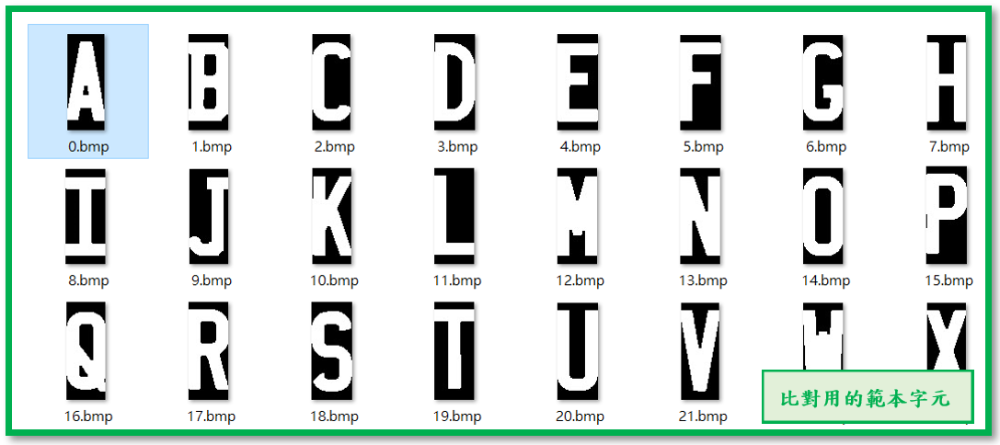 A B C D E F G H
0.bmp 1.bmp 2.bmp 3.bmp 4.bmp 5.bmp 6.bmp 7.bmp
I J K L M N O P
8.bmp 9.bmp 10.bmp 11.bmp 12.bmp 13.bmp 14.bmp 15.bmp
Q R S T U V W X
16.bmp 17.bmp 18.bmp 19.bmp 20.bmp 21.bmp
比對用的範本字元